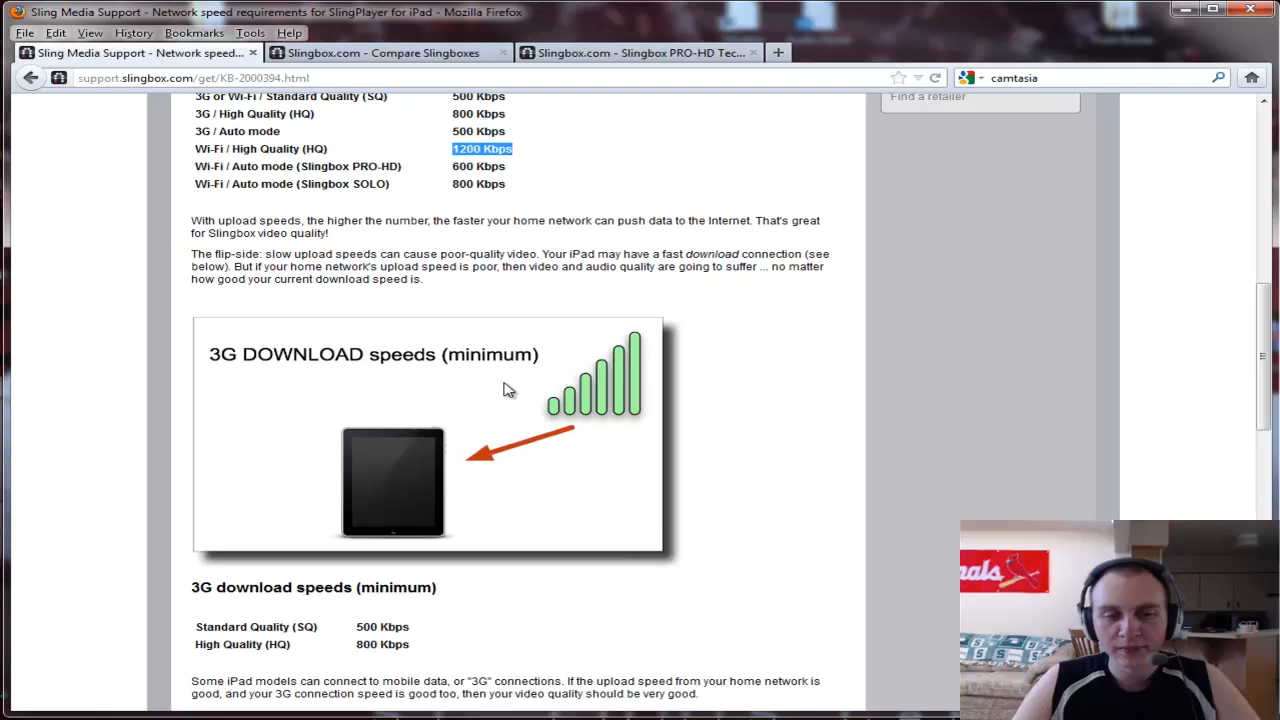 Sling Media Support - Network speed requirements for SlingPlayer for iPad - Mozilla Firefox
File Edit View History Bookmarks Tools Help
Sling Media Support - Network speed... × Slingbox.com - Compare Slingboxes × Slingbox.com - Slingbox PRO-HD Tec... × +
support.slingbox.com/get/KB-2000394.html
camtasia
3G or Wi-Fi / Standard Quality (SQ) 500 Kbps
3G / High Quality (HQ) 800 Kbps
3G / Auto mode 500 Kbps
Wi-Fi / High Quality (HQ) 1200 Kbps
Wi-Fi / Auto mode (Slingbox PRO-HD) 600 Kbps
Wi-Fi / Auto mode (Slingbox SOLO) 800 Kbps
Find a retailer
With upload speeds, the higher the number, the faster your home network can push data to the Internet. That's great
for Slingbox video quality!
The flip-side: slow upload speeds can cause poor-quality video. Your iPad may have a fast download connection (see
below). But if your home network's upload speed is poor, then video and audio quality are going to suffer ... no matter
how good your current download speed is.
3G DOWNLOAD speeds (minimum)
3G download speeds (minimum)
Standard Quality (SQ) 500 Kbps
High Quality (HQ) 800 Kbps
Some iPad models can connect to mobile data, or "3G" connections. If the upload speed from your home network is
good, and your 3G connection speed is good too, then your video quality should be very good.
nals